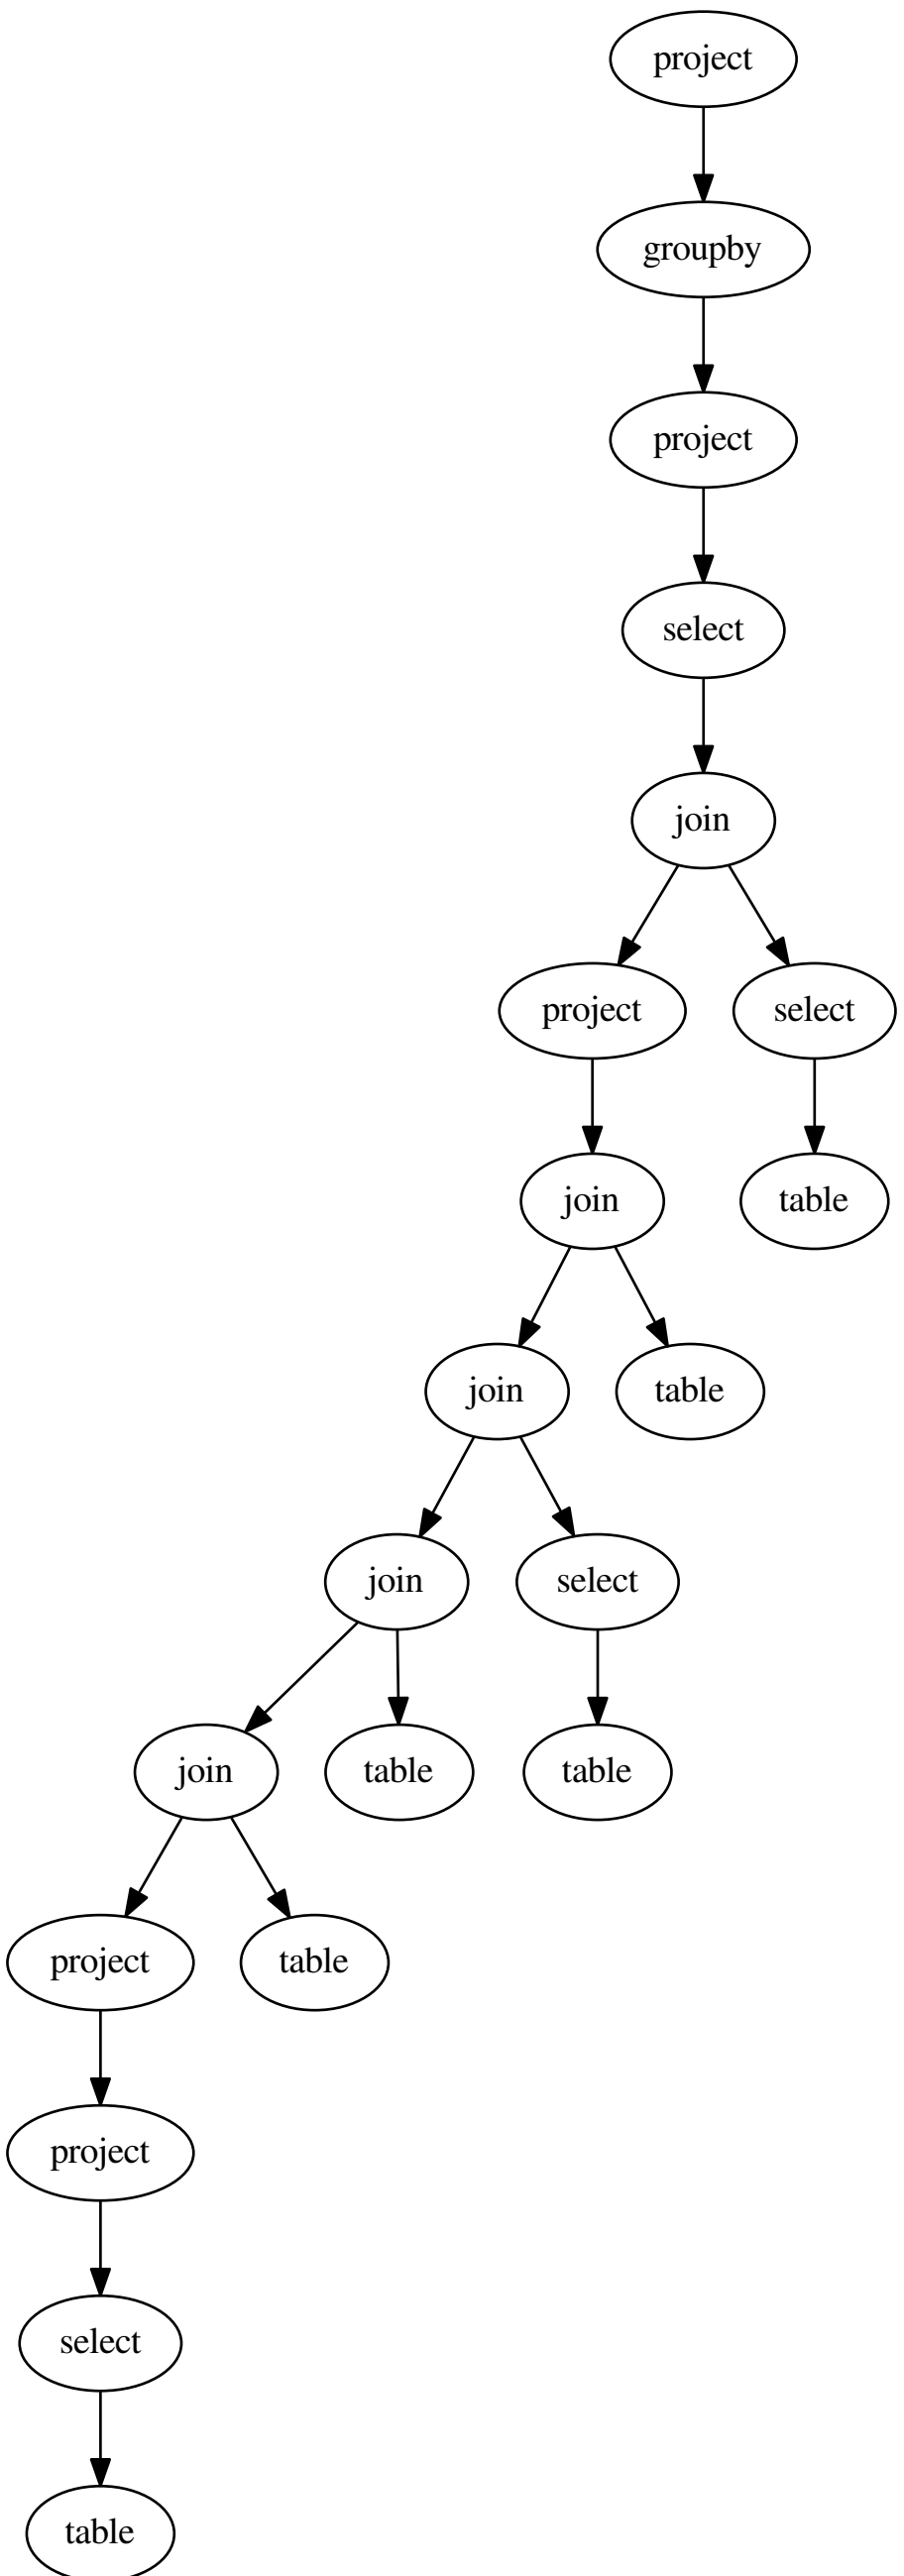 project
groupby
project
select
join
project select
join table
join table
join select
join table table
project table
project
select
table